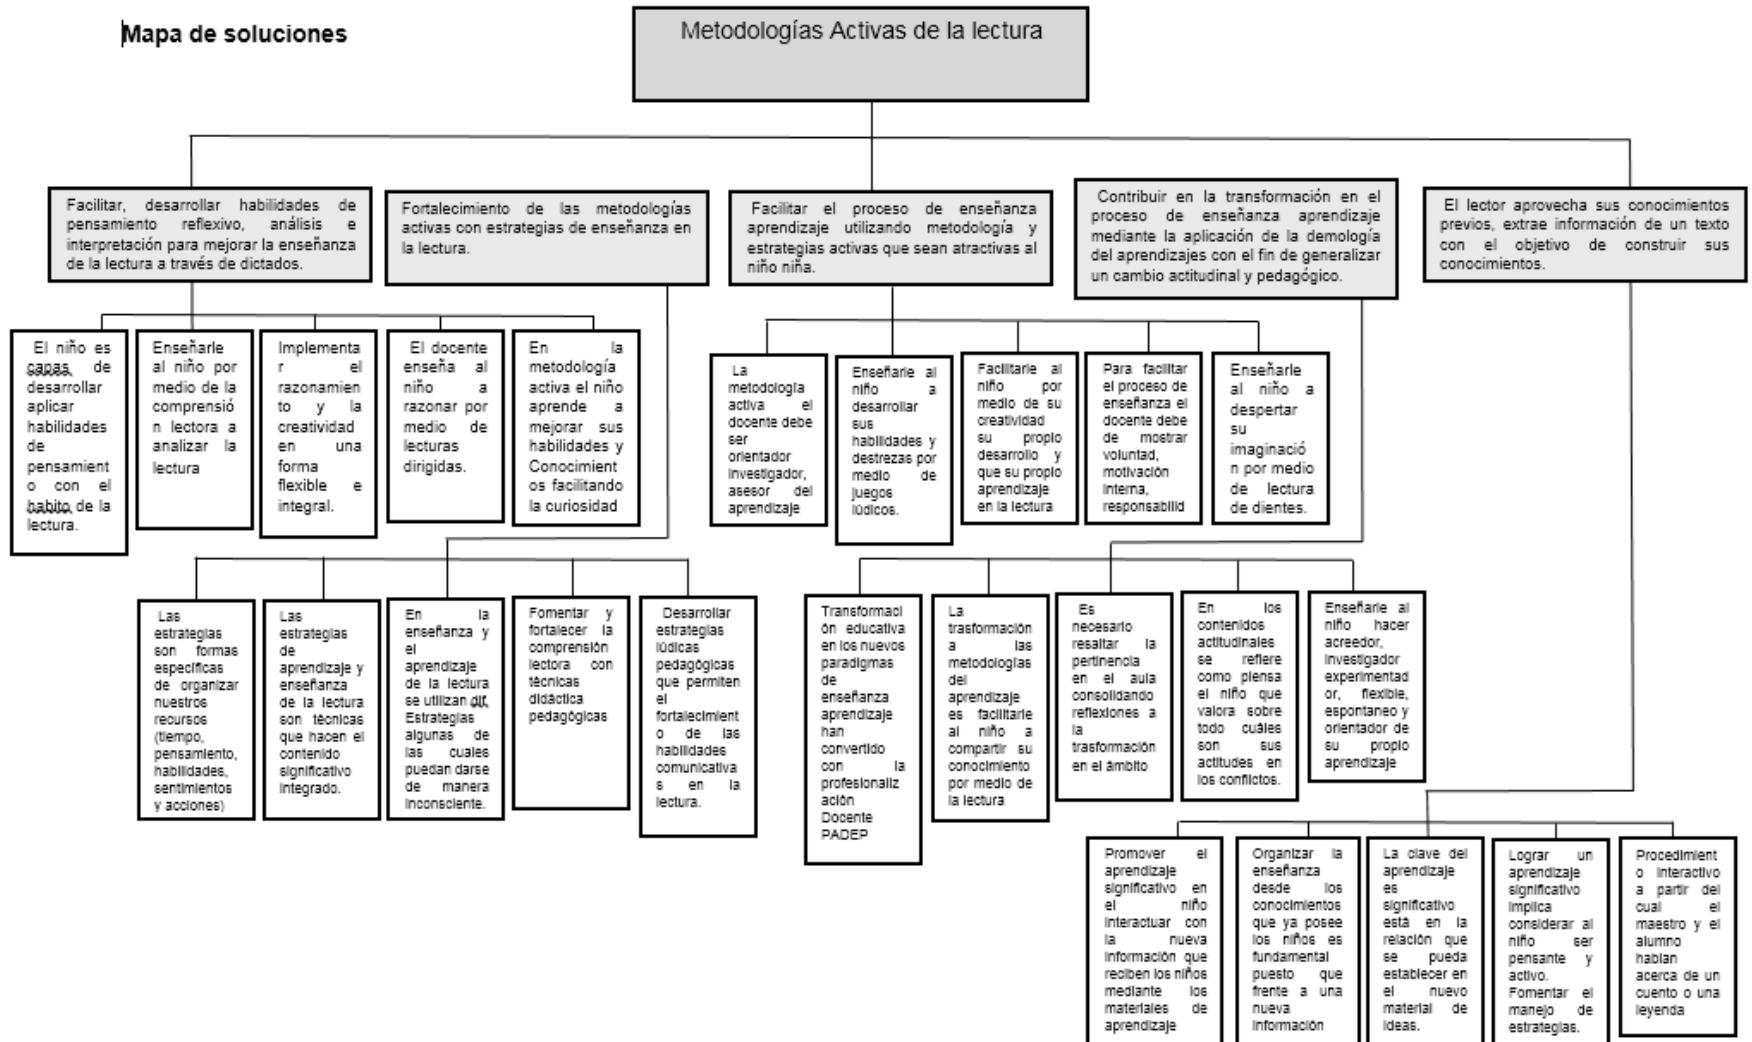 Mapa de soluciones
Metodologías Activas de la lectura
Facilitar, desarrollar habilidades de
pensamiento reflexivo, análisis e
interpretación para mejorar la enseñanza
de la lectura a través de dictados.
Fortalecimiento de las metodologías
activas con estrategias de enseñanza en
la lectura.
Facilitar el proceso de enseñanza
aprendizaje utilizando metodología y
estrategias activas que sean atractivas al
niño niña.
Contribuir en la transformación en el
proceso de enseñanza aprendizaje
mediante la aplicación de la demología
del aprendizajes con el fin de generalizar
un cambio actitudinal y pedagógico.
El lector aprovecha sus conocimientos
previos, extrae información de un texto
con el objetivo de construir sus
conocimientos.
El niño es
capas de
desarrollar
aplicar
habilidades
de
pensamient
o con el
habito de la
lectura.
Enseñarle
al niño por
medio de la
comprensió
n lectora a
analizar la
lectura
Implementa
r el
razonamien
to y la
creatividad
en una
forma
flexible e
integral.
El docente
enseña al
niño a
razonar por
medio de
lecturas
dirigidas.
En la
metodología
activa el niño
aprende a
mejorar sus
habilidades y
Conocimient
os facilitando
la curiosidad
La
metodología
activa el
docente debe
ser
orientador
investigador,
asesor del
aprendizaje
Enseñarle al
niño a
desarrollar
sus
habilidades y
destrezas por
medio de
juegos
lúdicos.
Facilitarle al
niño por
medio de su
creatividad
su propio
desarrollo y
que su propio
aprendizaje
en la lectura
Para facilitar
el proceso de
enseñanza el
docente debe
de mostrar
voluntad,
motivación
interna,
responsabilid
Enseñarle
al niño a
despertar
su
imaginació
n por medio
de lectura
de dientes.
Las
estrategias
son formas
específicas
de organizar
nuestros
recursos
(tiempo,
pensamiento,
habilidades,
sentimientos
y acciones)
Las
estrategias
de
aprendizaje y
enseñanza
de la lectura
son técnicas
que hacen el
contenido
significativo
integrado.
En la
enseñanza y
el
aprendizaje
de la lectura
se utilizan dif.
Estrategias
algunas de
las cuales
puedan darse
de manera
inconsciente.
Fomentar y
fortalecer la
comprensión
lectora con
técnicas
didáctica
pedagógicas
Desarrollar
estrategias
lúdicas
pedagógicas
que permiten
el
fortalecimient
o de las
habilidades
comunicativa
s en la
lectura.
Transformaci
ón educativa
en los nuevos
paradigmas
de
enseñanza
aprendizaje
han
convertido
con la
profesionaliz
ación
Docente
PADEP
La
trasformación
a las
metodologías
del
aprendizaje
es facilitarle
al niño a
compartir su
conocimiento
por medio de
la lectura
Es
necesario
resaltar la
pertinencia
en el aula
consolidando
reflexiones a
la
trasformación
en el ámbito
En los
contenidos
actitudinales
se refiere
como piensa
el niño que
valora sobre
todo cuáles
son sus
actitudes en
los conflictos.
Enseñarle al
niño hacer
acreedor,
investigador
experimentad
or, flexible,
espontaneo y
orientador de
su propio
aprendizaje
Promover el
aprendizaje
significativo en
el niño
interactuar con
la nueva
información que
reciben los niños
mediante los
materiales de
aprendizaje
Organizar la
enseñanza
desde los
conocimientos
que ya posee
los niños es
fundamental
puesto que
frente a una
nueva
información
La clave del
aprendizaje
es
significativo
está en la
relación que
se pueda
establecer en
el nuevo
material de
ideas.
Lograr un
aprendizaje
significativo
implica
considerar al
niño ser
pensante y
activo.
Fomentar el
manejo de
estrategias.
Procedimient
o interactivo
a partir del
cual el
maestro y el
alumno
hablan
acerca de un
cuento o una
leyenda